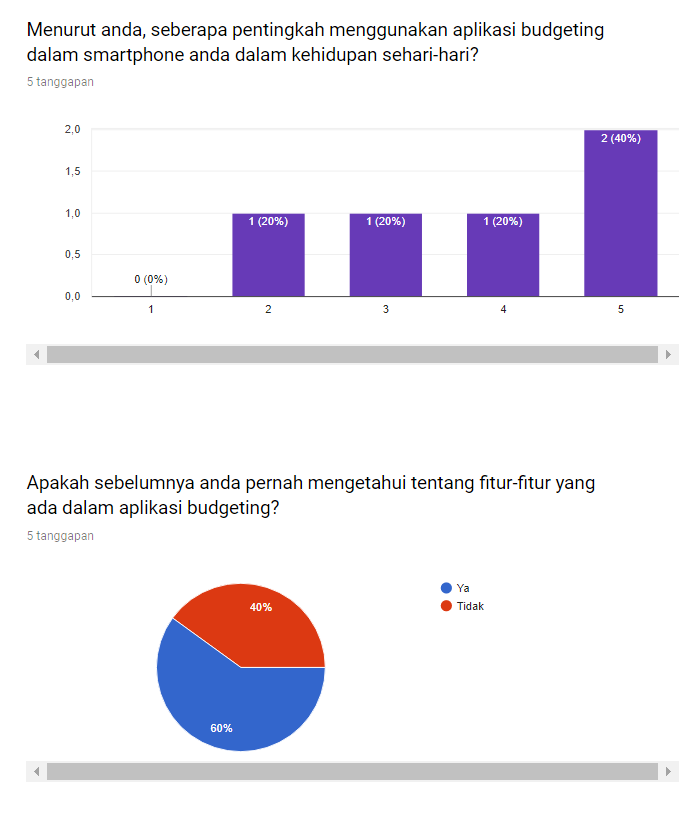 Menurut anda, seberapa pentingkah menggunakan aplikasi budgeting
dalam smartphone anda dalam kehidupan sehari-hari?
5 tanggapan
2,0
1,5
1,0
0,5
0,0
0 (0%)
1 (20%)
1 (20%)
1 (20%)
2 (40%)
1
2
3
4
5
Apakah sebelumnya anda pernah mengetahui tentang fitur-fitur yang
ada dalam aplikasi budgeting?
5 tanggapan
Ya
Tidak
40%
60%